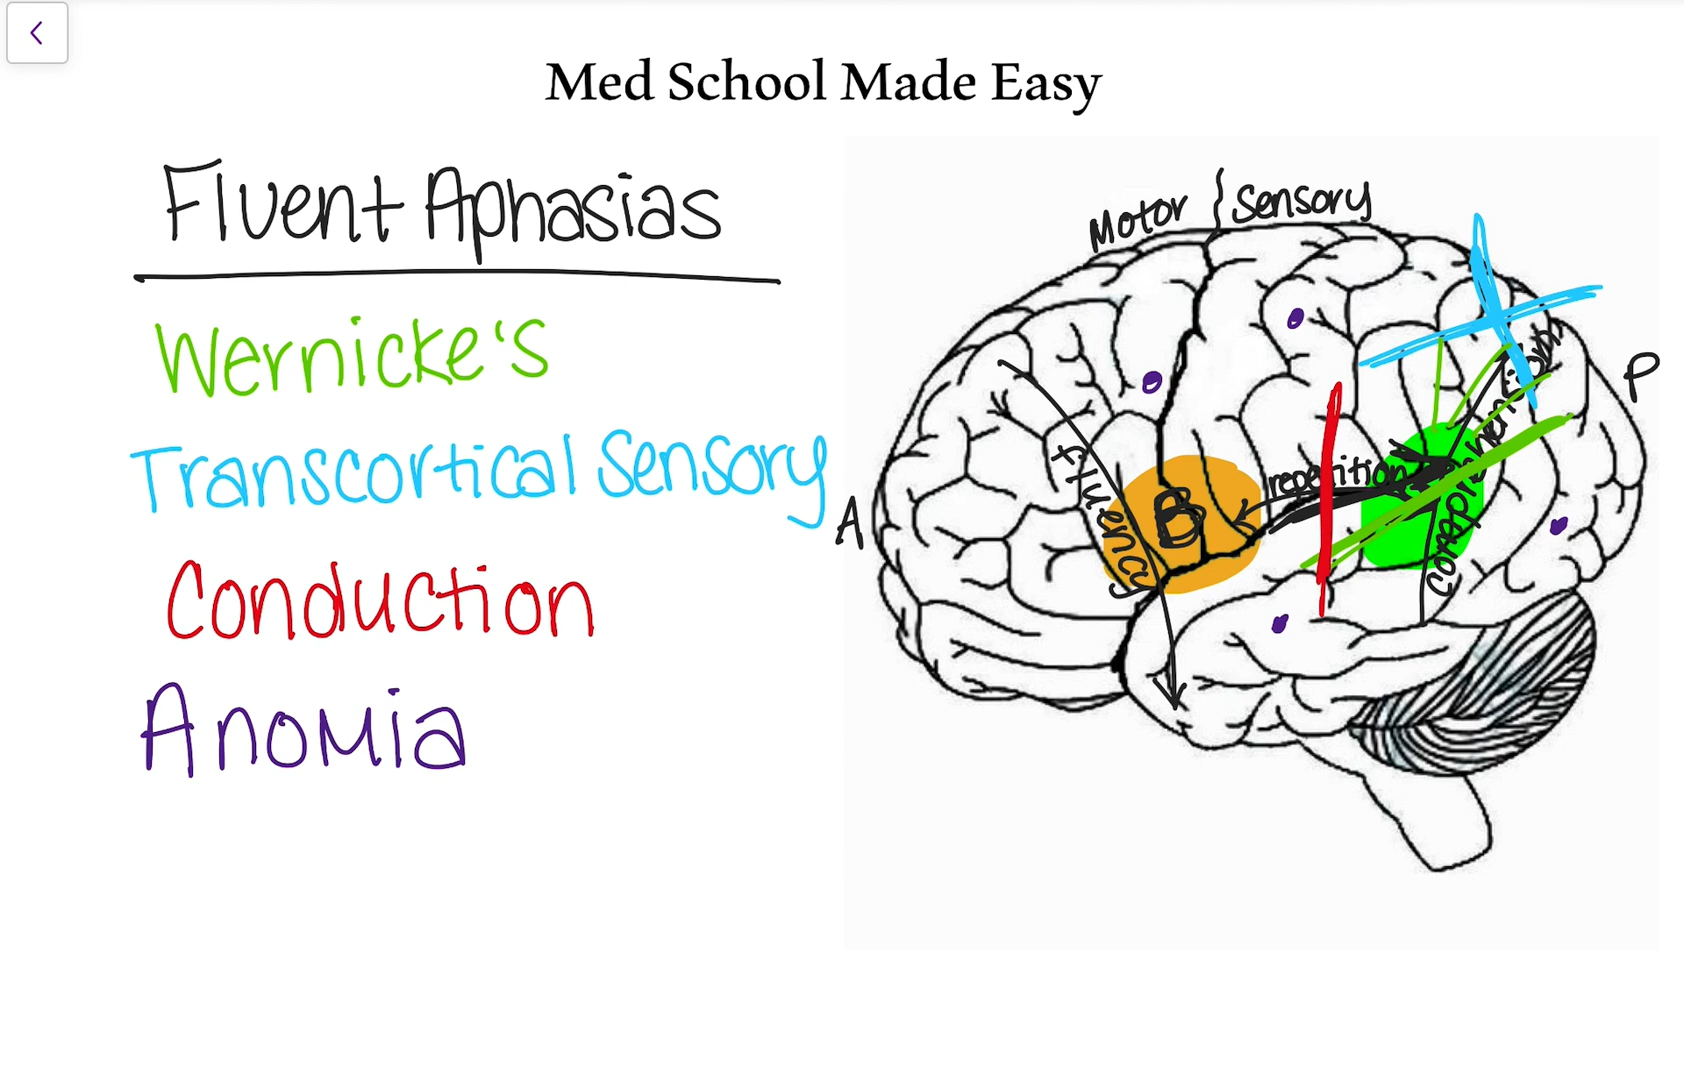 Med School Made Easy
Fluent Aphasias
Wernicke's
Transcortical Sensory
Conduction
Anomia
Motor } Sensory
P
A
fluency
B
repetition
comprehension